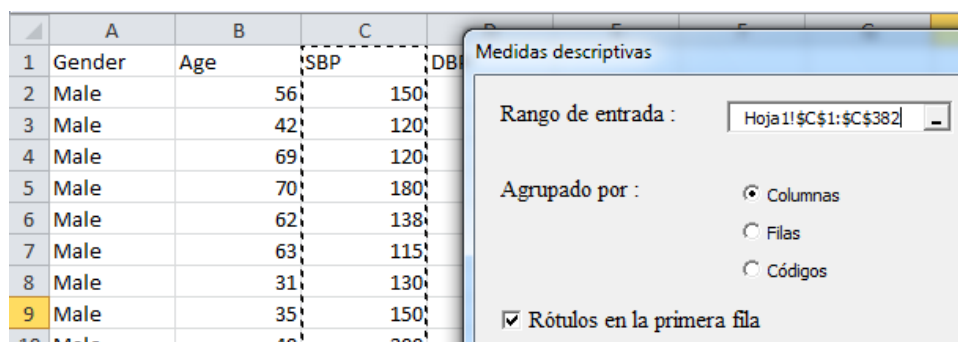 A B C
Medidas descriptivas
1 Gender Age SBP
2 Male 56 150
Rango de entrada : Hoja1!$C$1:$C$382
3 Male 42 120
4 Male 69 120
5 Male 70 180
Agrupado por : Columnas
6 Male 62 138
Filas
7 Male 63 115
Códigos
8 Male 31 130
9 Male 35 150
Rótulos en la primera fila